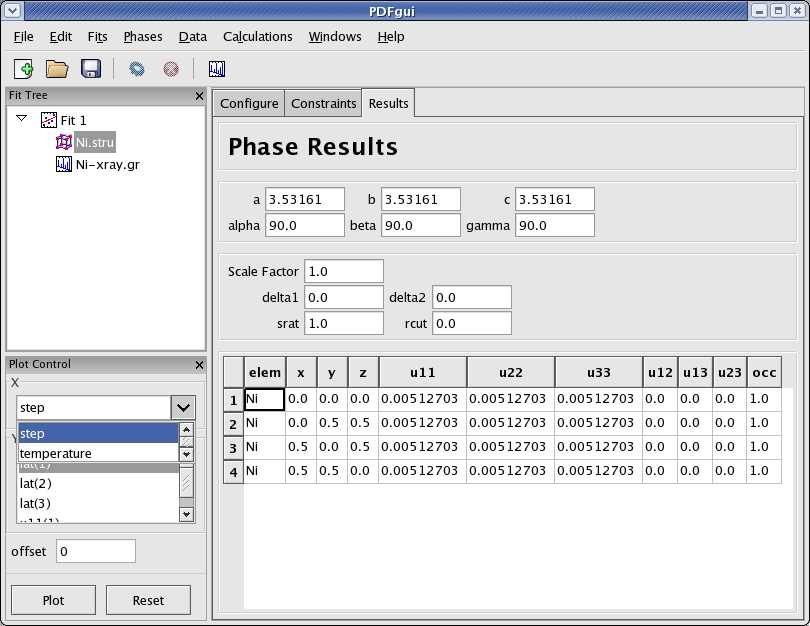 PDFgui
File Edit Fits Phases Data Calculations Windows Help
Fit Tree
Fit 1
Ni.stru
Ni-xray.gr
Plot Control
X
step
step
temperature
lat(1)
lat(2)
lat(3)
u11(1)
offset 0
Plot Reset
Configure Constraints Results
Phase Results
a 3.53161 b 3.53161 c 3.53161
alpha 90.0 beta 90.0 gamma 90.0
Scale Factor 1.0
delta1 0.0 delta2 0.0
srat 1.0 rcut 0.0
elem x y z u11 u22 u33 u12 u13 u23 occ
1 Ni 0.0 0.0 0.0 0.00512703 0.00512703 0.00512703 0.0 0.0 0.0 1.0
2 Ni 0.0 0.5 0.5 0.00512703 0.00512703 0.00512703 0.0 0.0 0.0 1.0
3 Ni 0.5 0.0 0.5 0.00512703 0.00512703 0.00512703 0.0 0.0 0.0 1.0
4 Ni 0.5 0.5 0.0 0.00512703 0.00512703 0.00512703 0.0 0.0 0.0 1.0